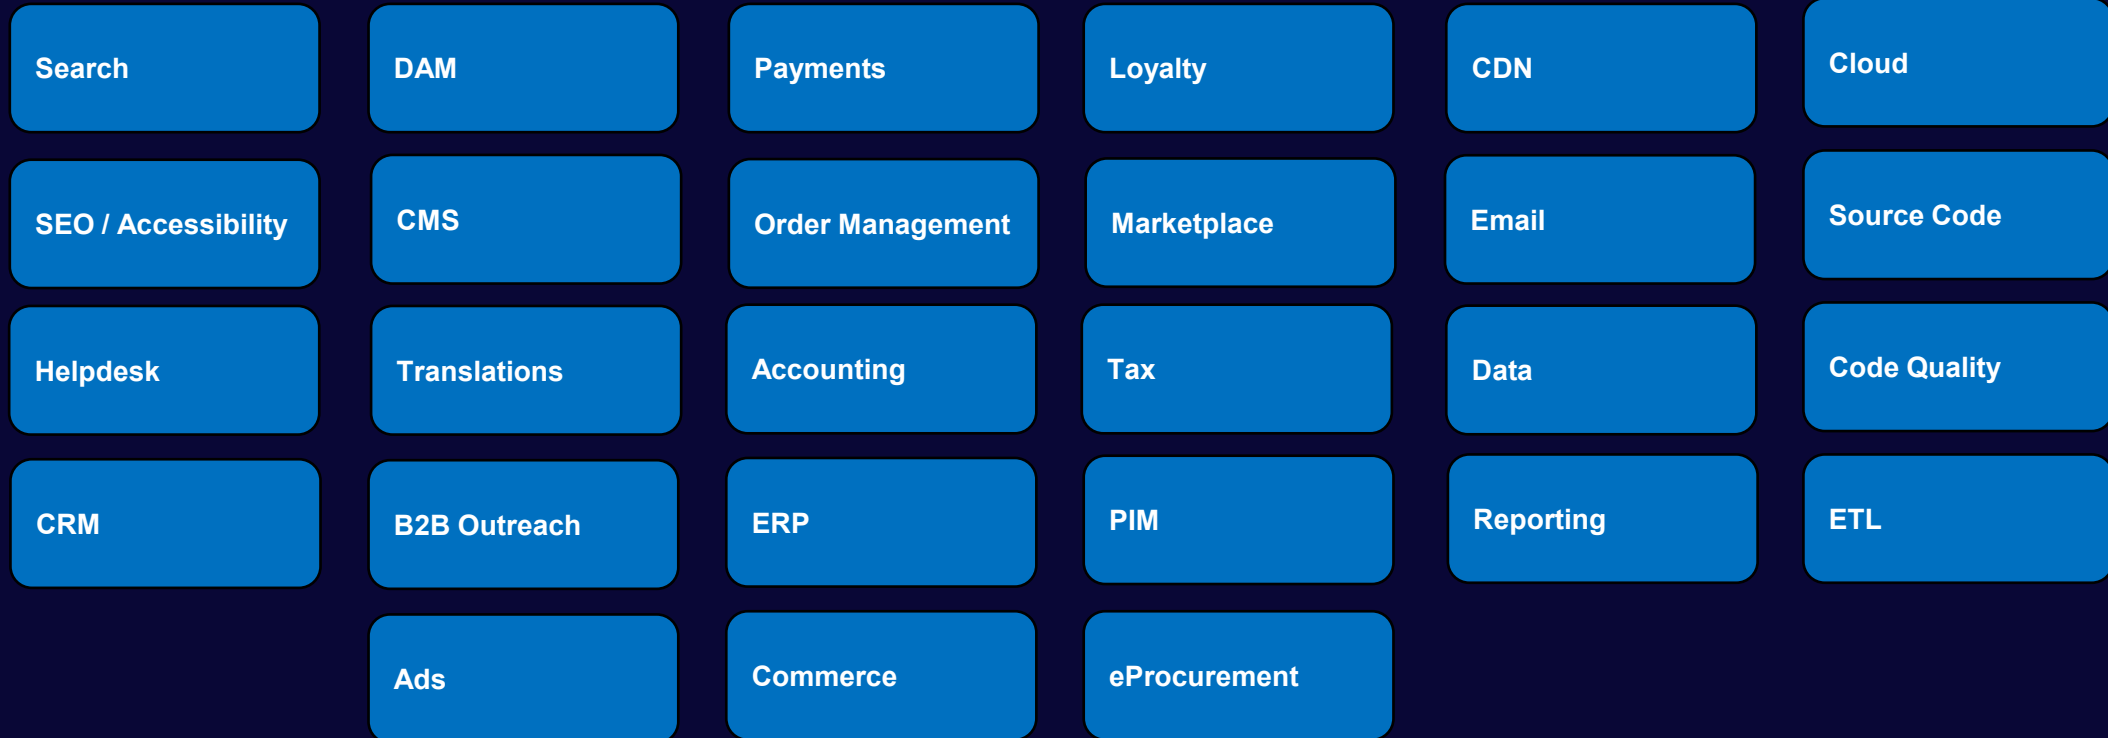 Search
DAM
Payments
Loyalty
CDN
Cloud
SEO / Accessibility
CMS
Order Management
Marketplace
Email
Source Code
Helpdesk
Translations
Accounting
Tax
Data
Code Quality
CRM
B2B Outreach
ERP
PIM
Reporting
ETL
Ads
Commerce
eProcurement